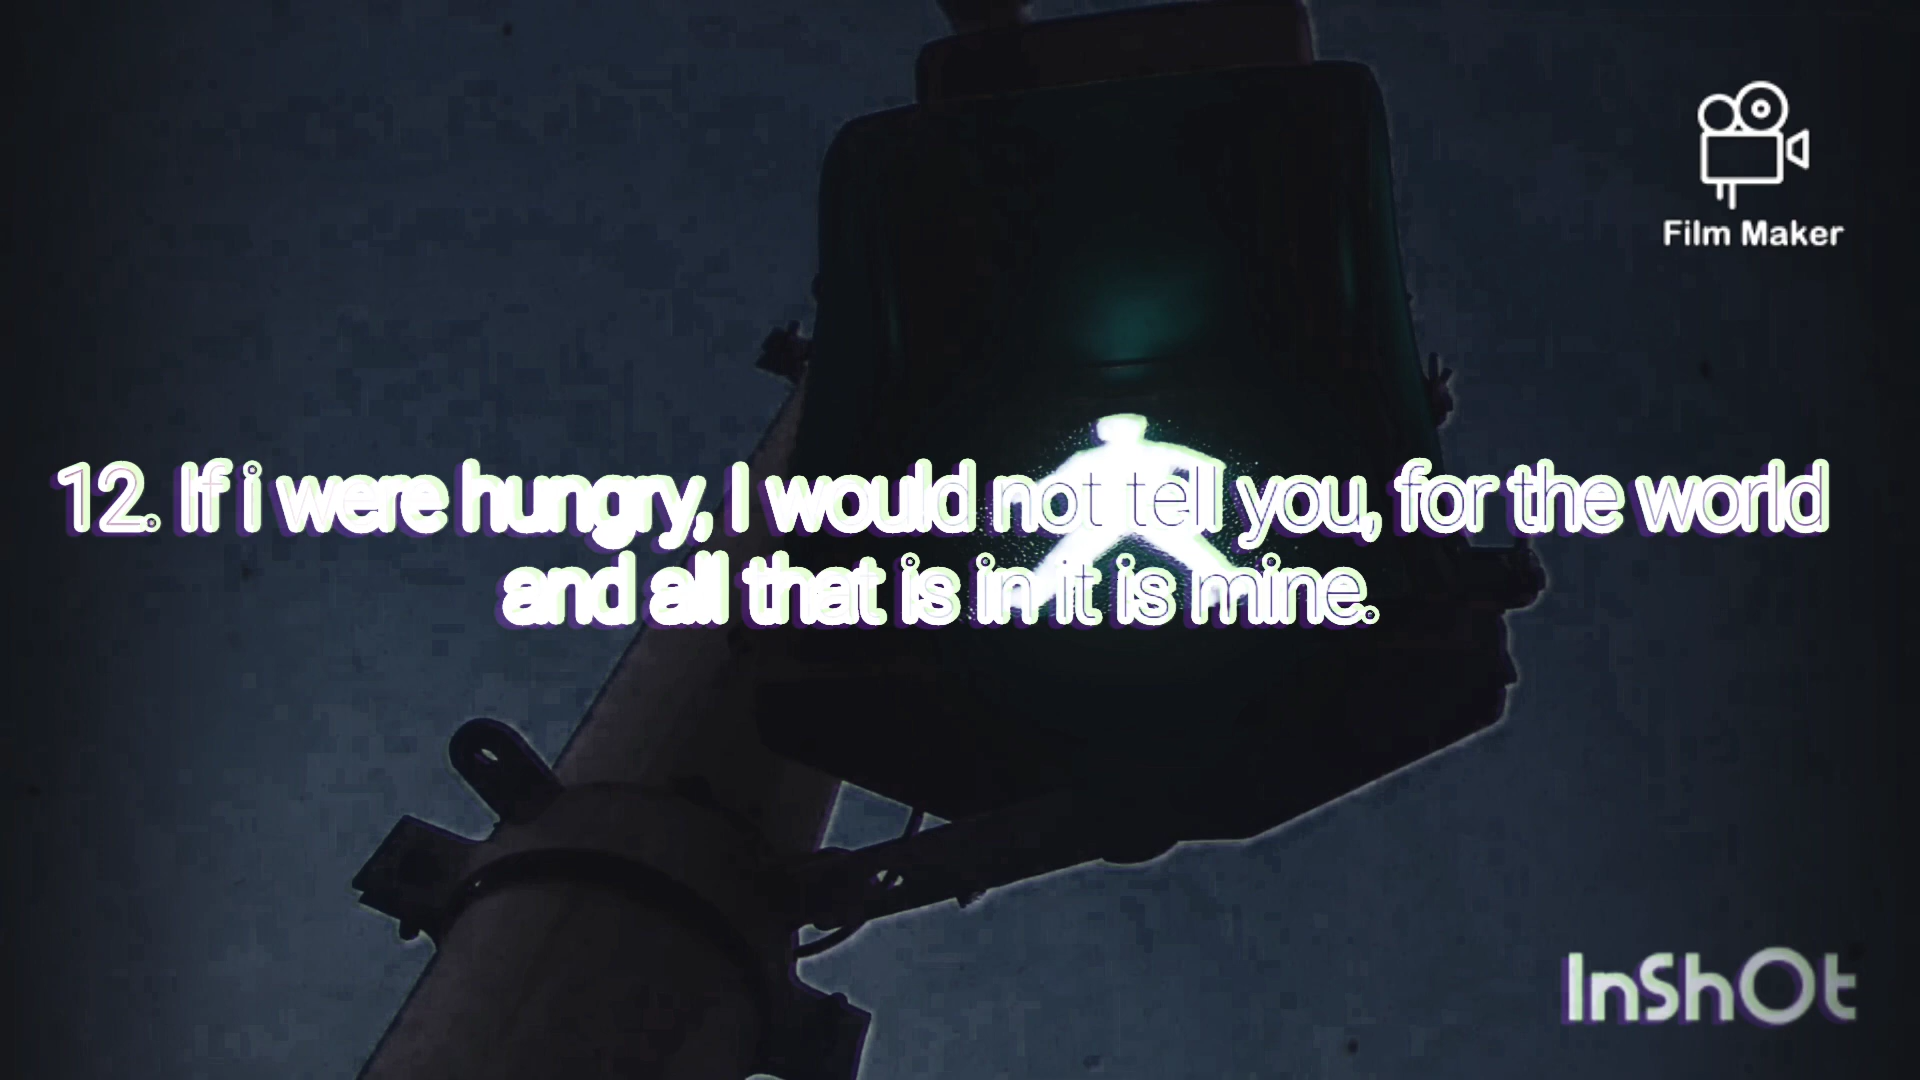 Film Maker
12. If i were hungry, I would not tell you, for the world
and all that is in it is mine.
InShOt